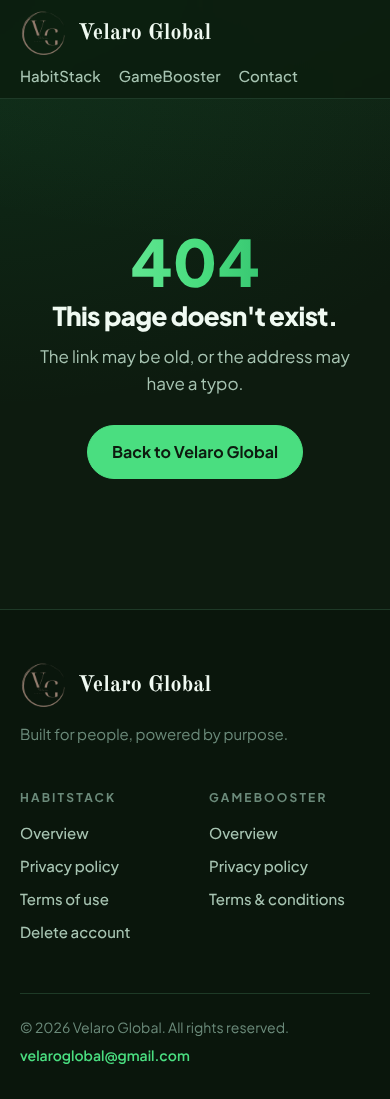 VG
Velaro Global
HabitStack GameBooster Contact
404
This page doesn't exist.
The link may be old, or the address may
have a typo.
Back to Velaro Global
VG
Velaro Global
Built for people, powered by purpose.
HABITSTACK
Overview
Privacy policy
Terms of use
Delete account
GAMEBOOSTER
Overview
Privacy policy
Terms & conditions
© 2026 Velaro Global. All rights reserved.
velaroglobal@gmail.com